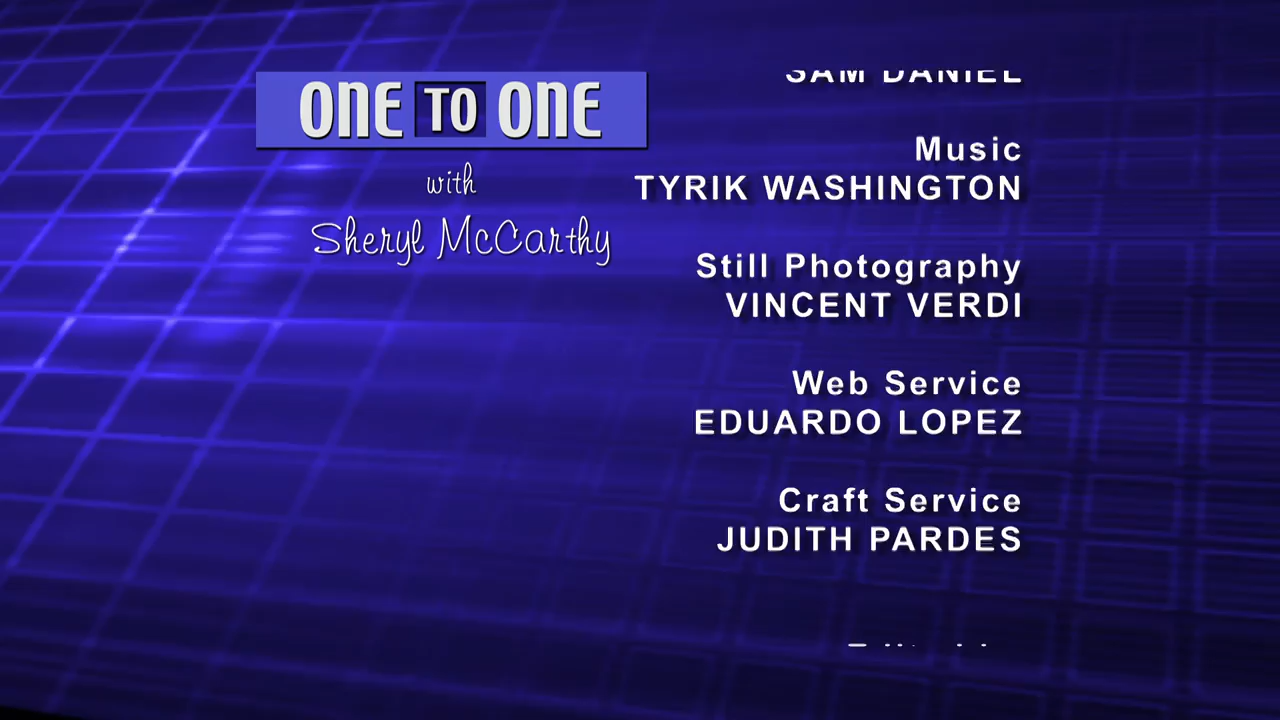 ONE TO ONE
with
Sheryl McCarthy
SAM DANIEL
Music
TYRIK WASHINGTON
Still Photography
VINCENT VERDI
Web Service
EDUARDO LOPEZ
Craft Service
JUDITH PARDES